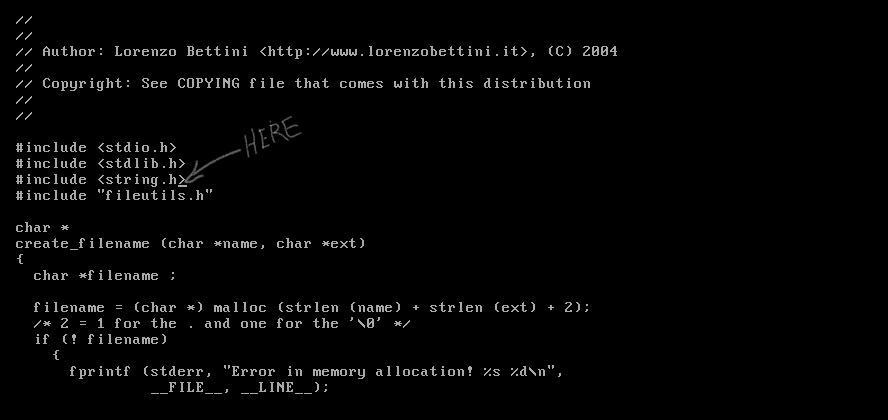 //
//
// Author: Lorenzo Bettini <http://www.lorenzobettini.it>, (C) 2004
//
// Copyright: See COPYING file that comes with this distribution
//
//
HERE
#include <stdio.h>
#include <stdlib.h>
#include <string.h>
#include "fileutils.h"
char *
create_filename (char *name, char *ext)
{
char *filename ;
filename = (char *) malloc (strlen (name) + strlen (ext) + 2);
/* 2 = 1 for the . and one for the '\0' */
if (! filename)
{
fprintf (stderr, "Error in memory allocation! %s %d\n",
__FILE__, __LINE__);